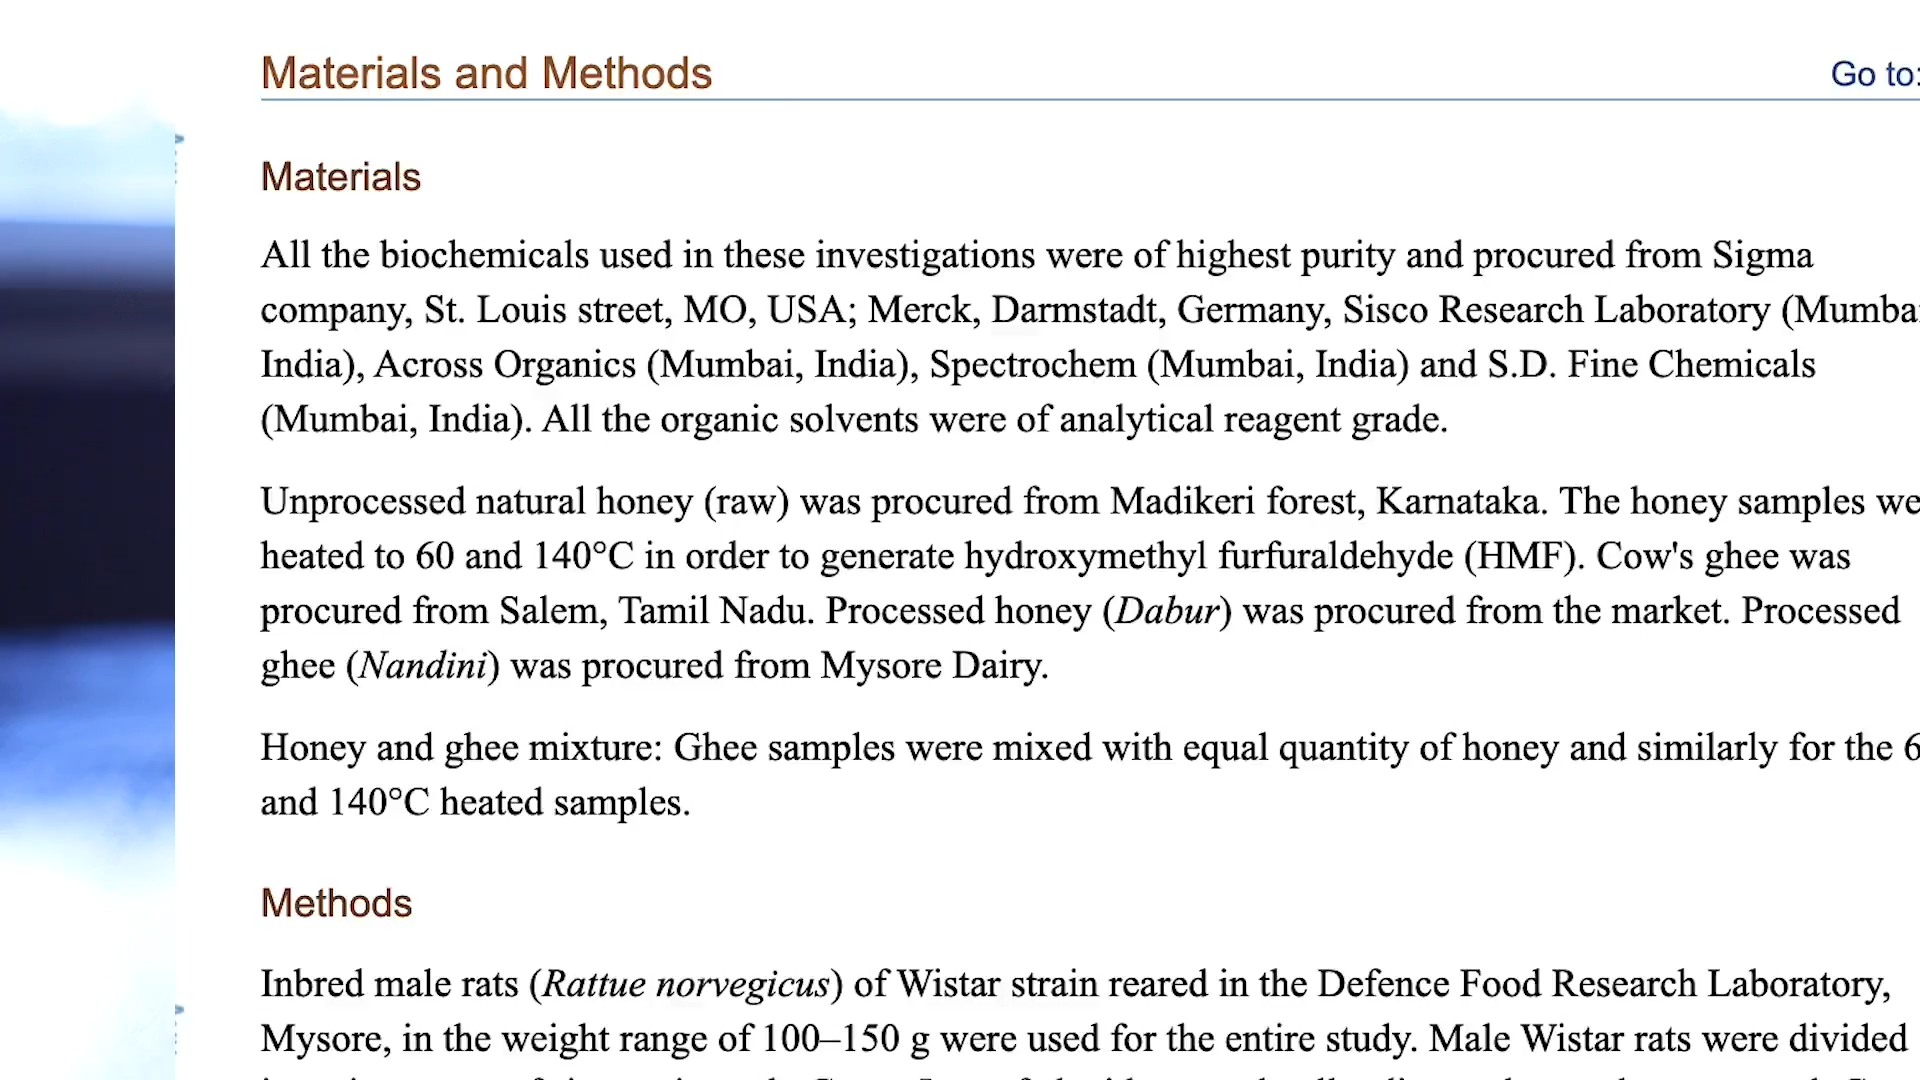 Materials and Methods
Go to:
Materials
All the biochemicals used in these investigations were of highest purity and procured from Sigma
company, St. Louis street, MO, USA; Merck, Darmstadt, Germany, Sisco Research Laboratory (Mumbai
India), Across Organics (Mumbai, India), Spectrochem (Mumbai, India) and S.D. Fine Chemicals
(Mumbai, India). All the organic solvents were of analytical reagent grade.
Unprocessed natural honey (raw) was procured from Madikeri forest, Karnataka. The honey samples we
heated to 60 and 140°C in order to generate hydroxymethyl furfuraldehyde (HMF). Cow's ghee was
procured from Salem, Tamil Nadu. Processed honey (Dabur) was procured from the market. Processed
ghee (Nandini) was procured from Mysore Dairy.
Honey and ghee mixture: Ghee samples were mixed with equal quantity of honey and similarly for the 6
and 140°C heated samples.
Methods
Inbred male rats (Rattue norvegicus) of Wistar strain reared in the Defence Food Research Laboratory,
Mysore, in the weight range of 100–150 g were used for the entire study. Male Wistar rats were divided